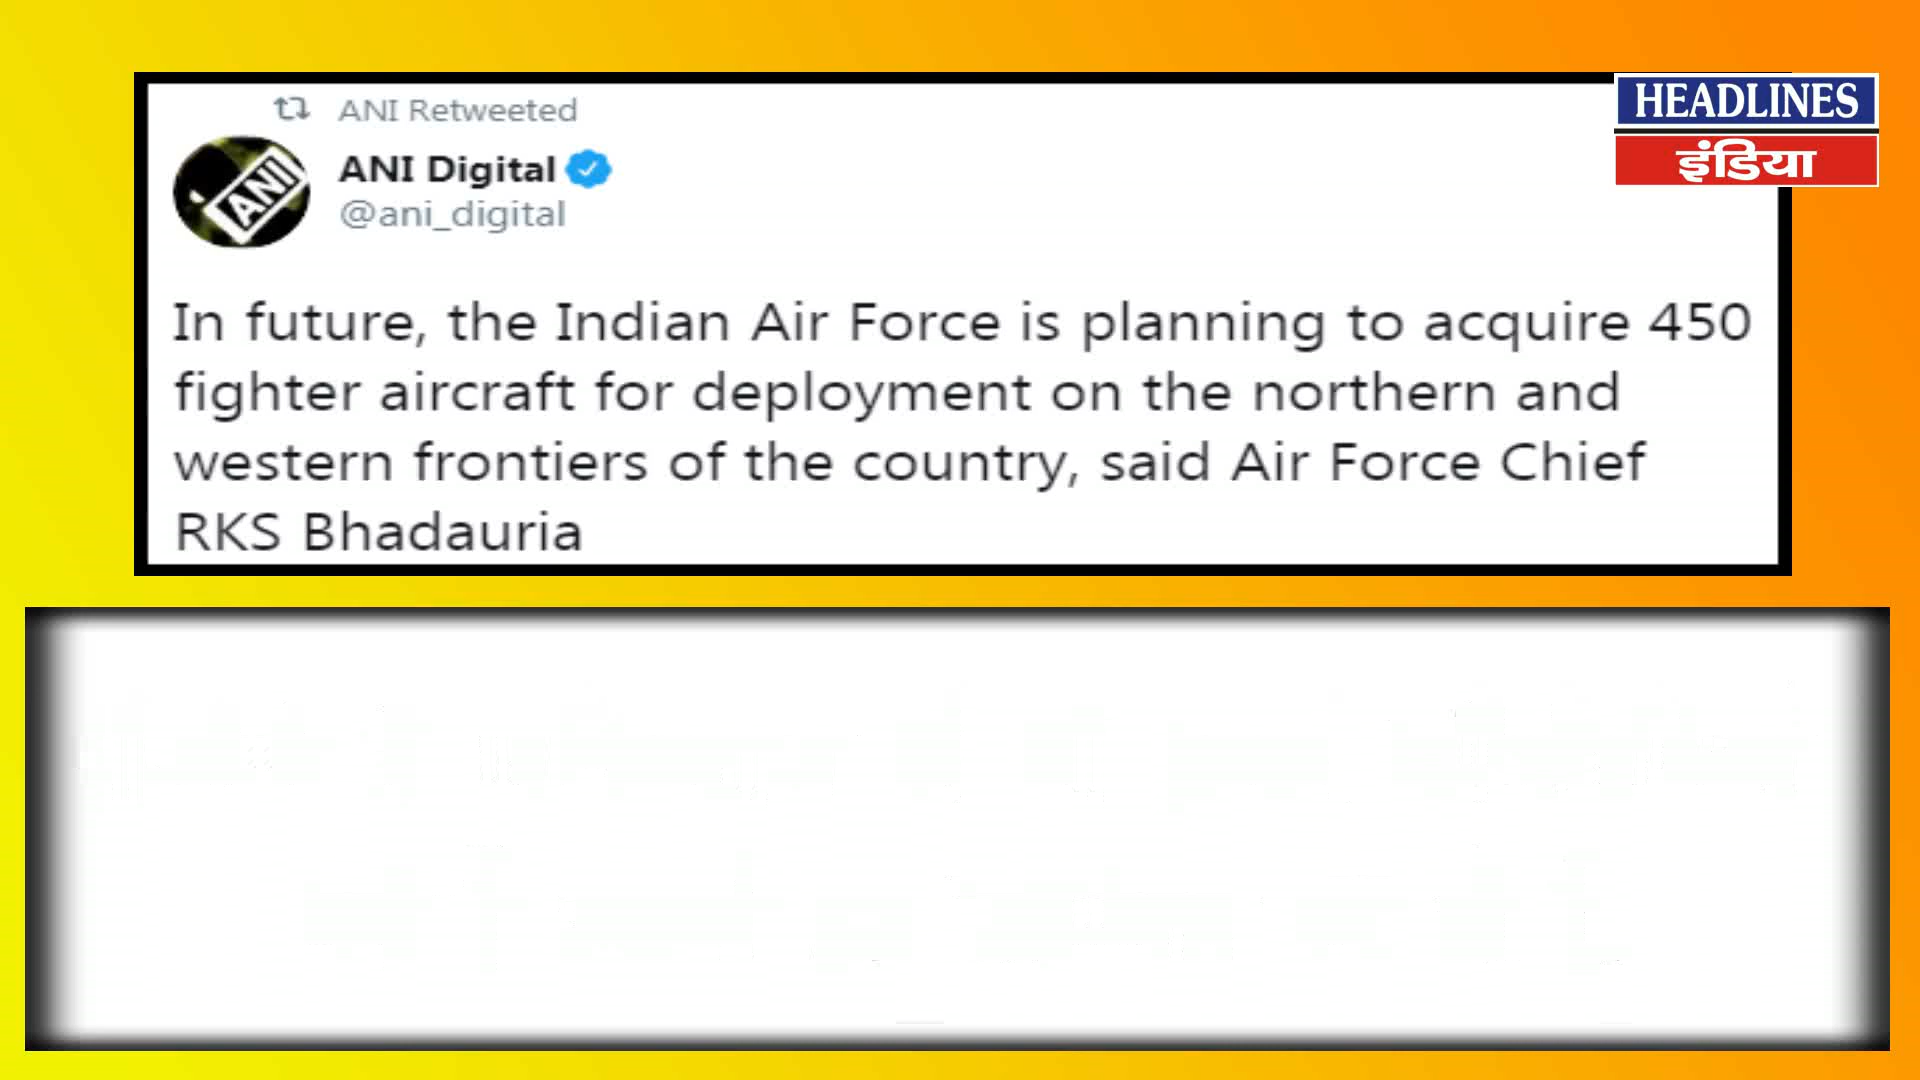 ANI Retweeted
HEADLINES
इंडिया
ANI
ANI Digital
@ani_digital
In future, the Indian Air Force is planning to acquire 450
fighter aircraft for deployment on the northern and
western frontiers of the country, said Air Force Chief
RKS Bhadauria